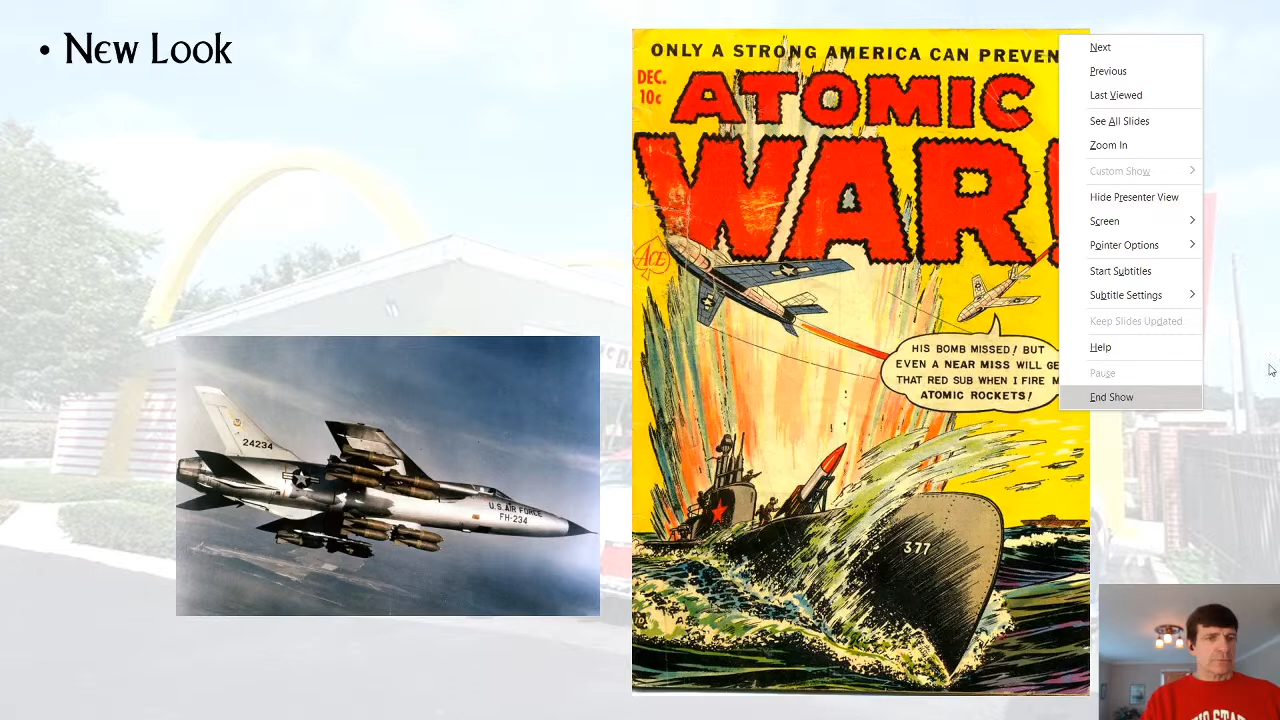 • New Look
ONLY A STRONG AMERICA CAN PREVEN
DEC.
10c
ATOMIC
WAR!
ACE
HIS BOMB MISSED! BUT
EVEN A NEAR MISS WILL GE
THAT RED SUB WHEN I FIRE M
ATOMIC ROCKETS!
377
24234
U.S. AIR FORCE
FH-234
Next
Previous
Last Viewed
See All Slides
Zoom In
Custom Show
Hide Presenter View
Screen
Pointer Options
Start Subtitles
Subtitle Settings
Keep Slides Updated
Help
Pause
End Show